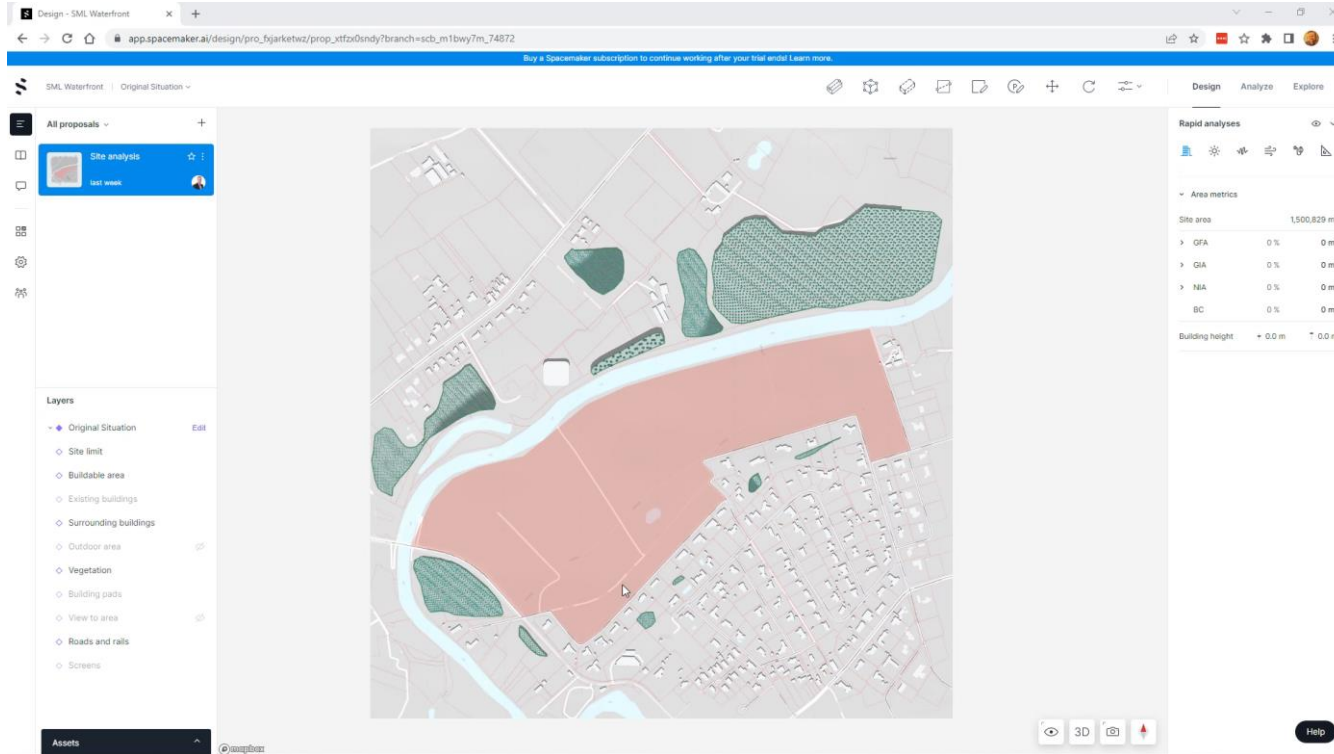 Design - SML Waterfront
app.spacemaker.ai/design/pro_fxjarketwz/prop_xtfzx0sndy?branch=scb_m1bwy7m_74872
Buy a Spacemaker subscription to continue working after your trial ends! Learn more.
SML Waterfront | Original Situation
Design Analyze Explore
All proposals
Site analysis
last week
Rapid analyses
Area metrics
Site area 1,500,829 m
GFA 0 % 0 m
GIA 0 % 0 m
NIA 0 % 0 m
BC 0 % 0 m
Building height 0.0 m 0.0 m
Layers
Original Situation Edit
Site limit
Buildable area
Existing buildings
Surrounding buildings
Outdoor area
Vegetation
Building pads
View to area
Roads and rails
Screens
Assets
mapbox
3D
Help